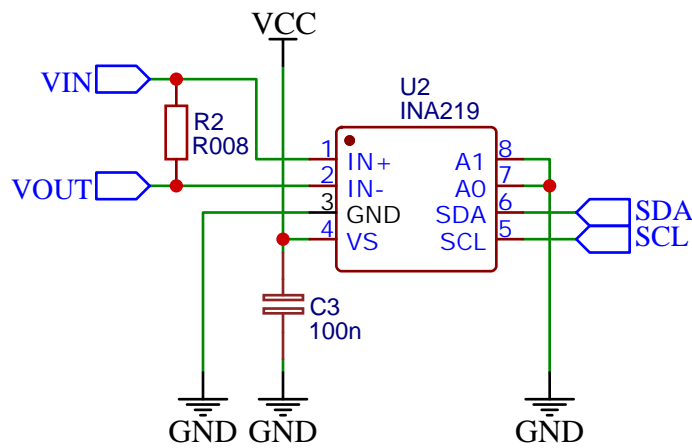 VCC
VIN
U2
INA219
R2
R008
VOUT
1 IN+ A1 8
2 IN- A0 7
3 GND SDA 6
4 VS SCL 5
SDA
SCL
C3
100n
GND GND GND